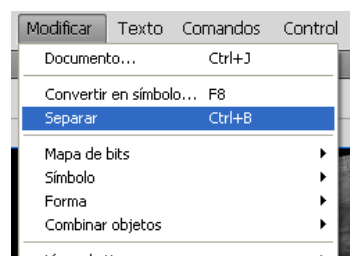 Modificar Texto Comandos Control
Documento... Ctrl+J
Convertir en símbolo... F8
Separar Ctrl+B
Mapa de bits
Símbolo
Forma
Combinar objetos